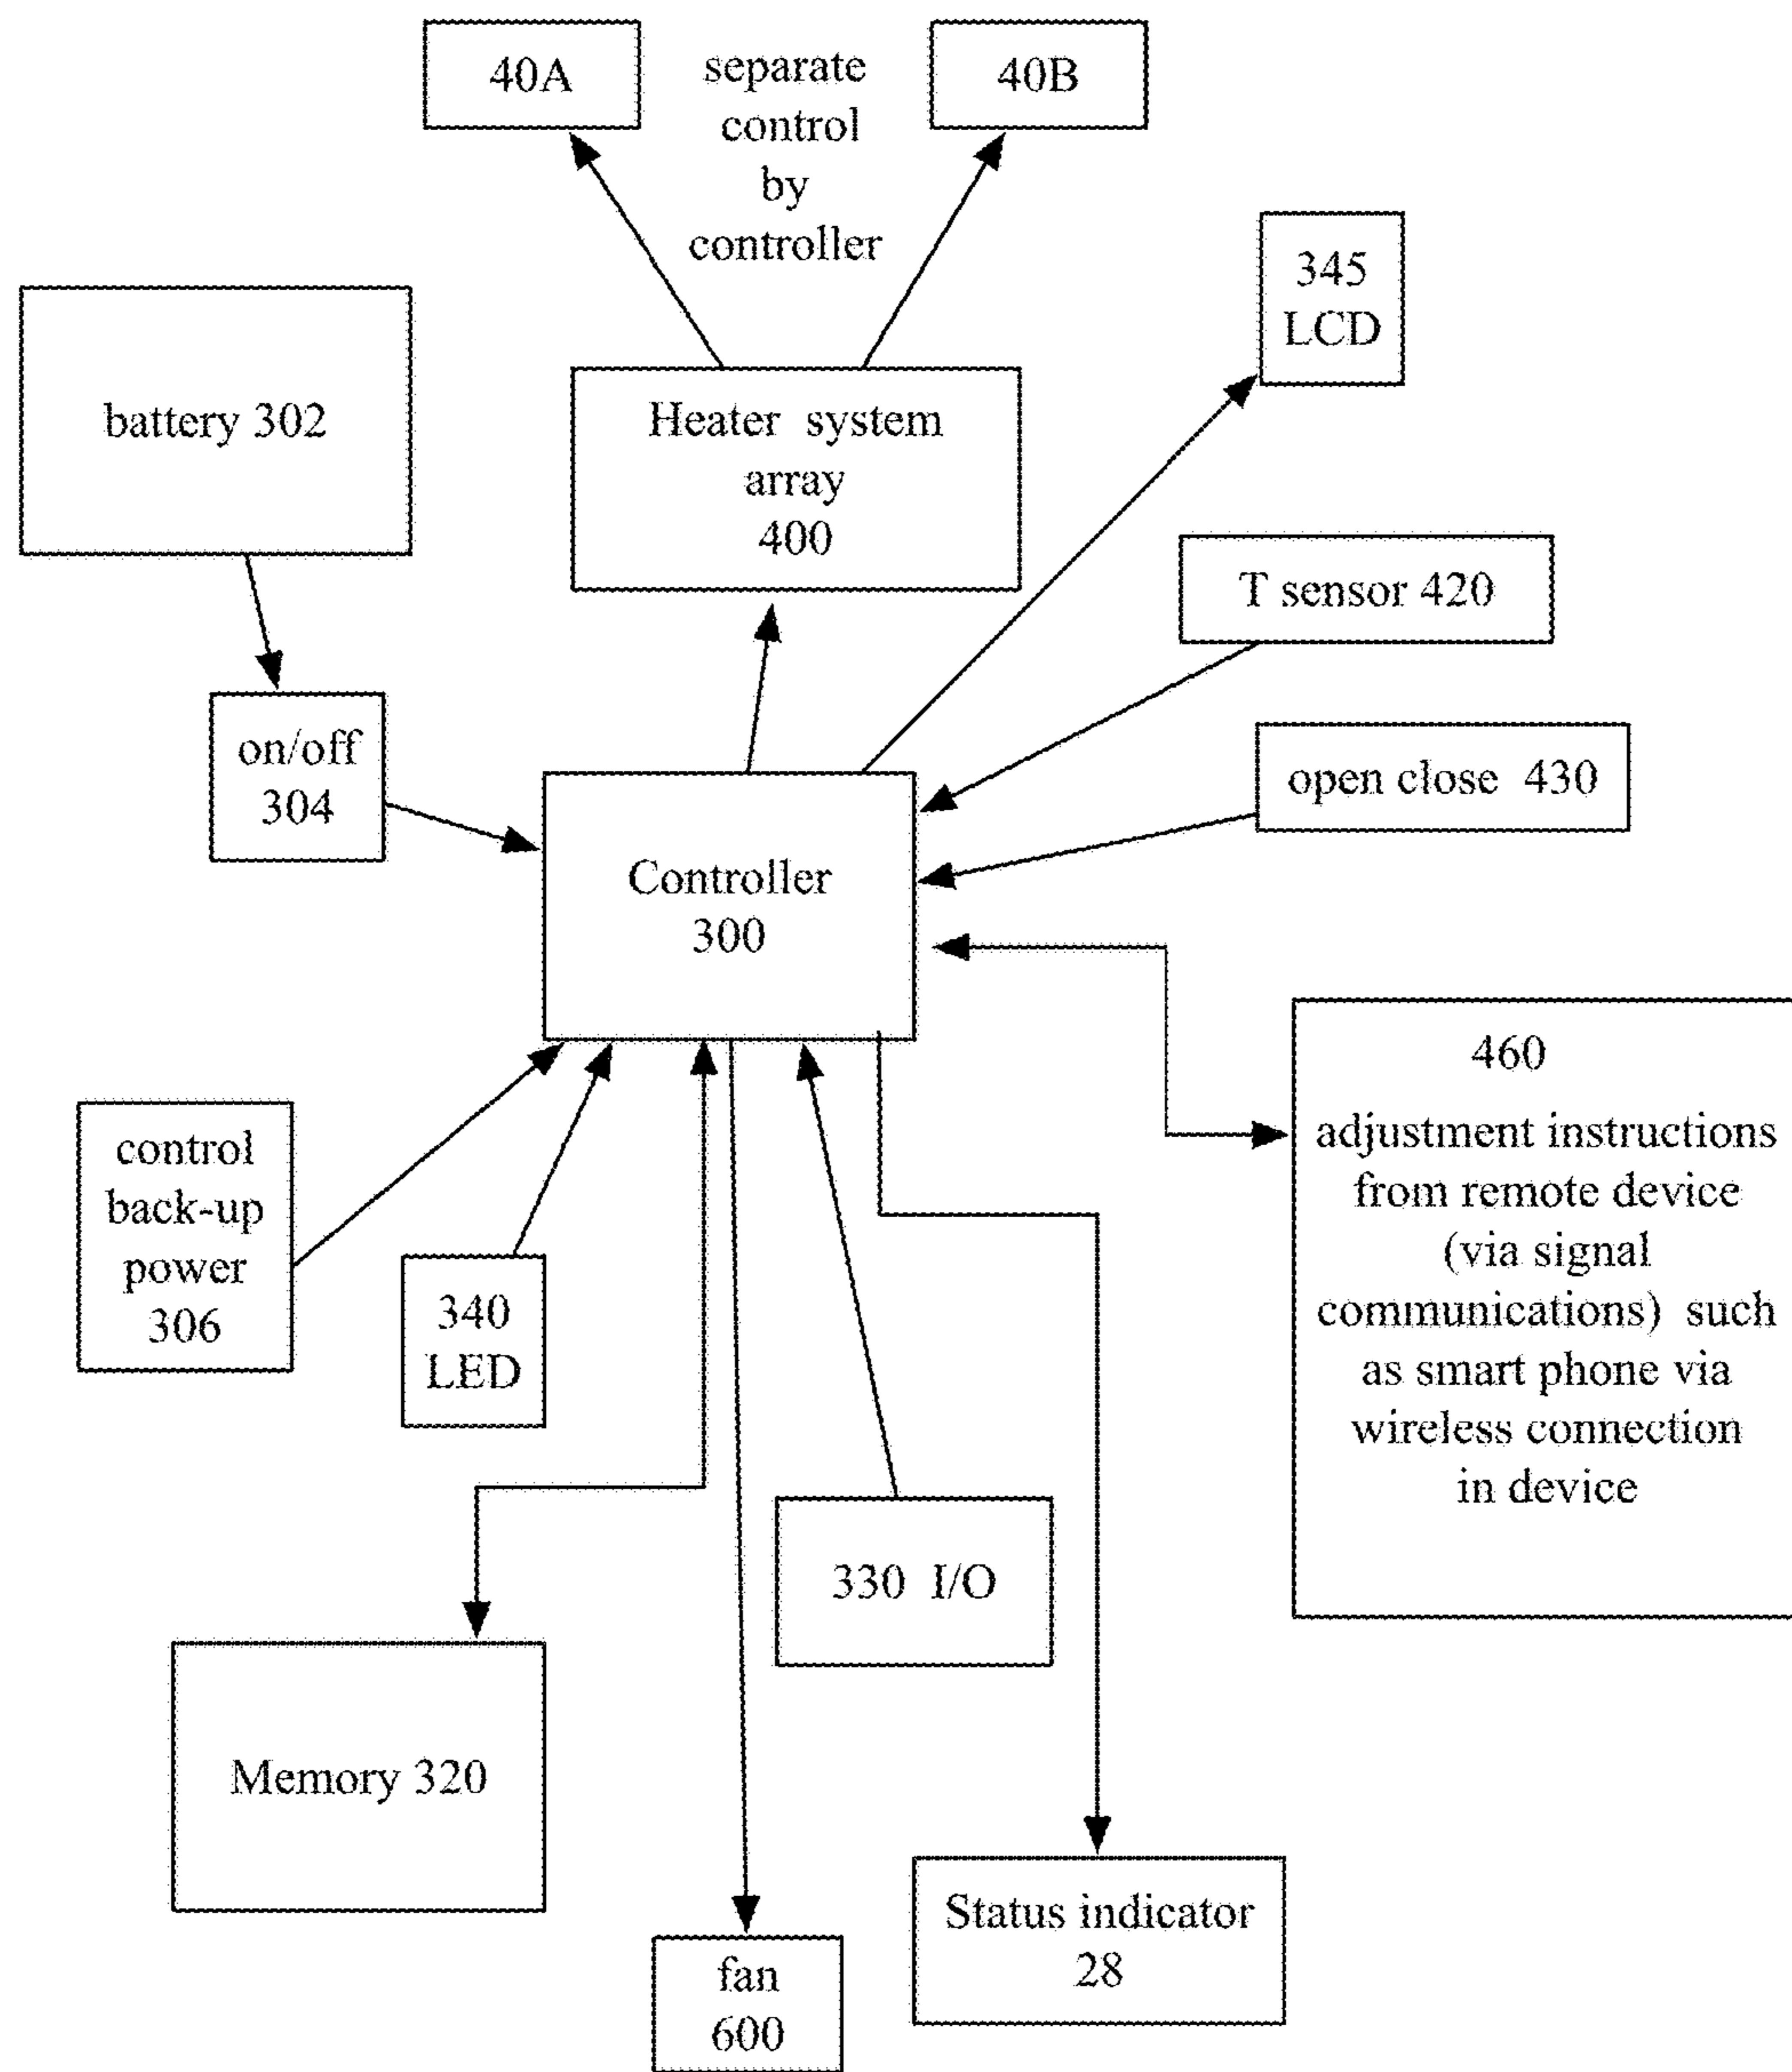 40A
separate
control
by
controller
40B
345
LCD
battery 302
Heater system
array
400
T sensor 420
on/off
304
open close 430
Controller
300
460
adjustment instructions
from remote device
(via signal
communications) such
as smart phone via
wireless connection
in device
control
back-up
power
306
340
LED
330 I/O
Memory 320
Status indicator
28
fan
600